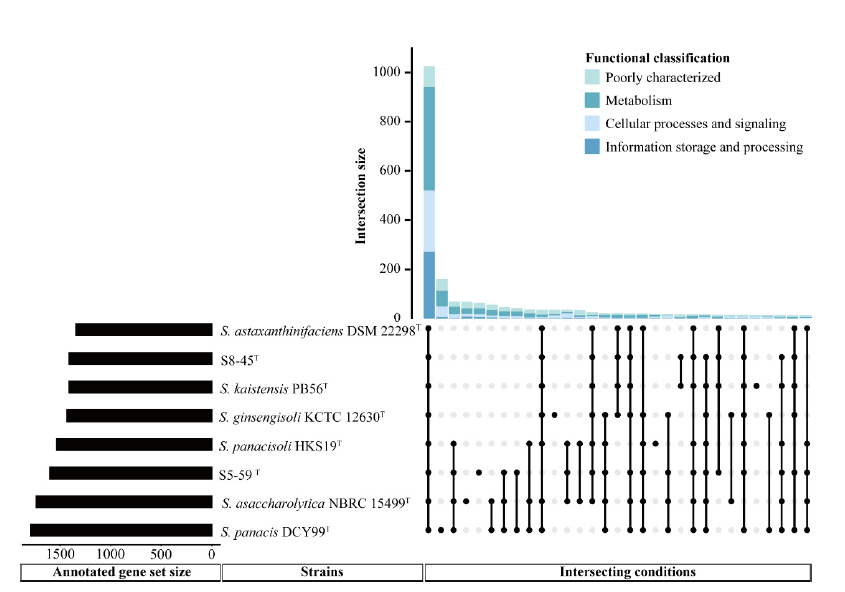 Functional classification
Poorly characterized
Metabolism
Cellular processes and signaling
Information storage and processing
Intersection size
1000
800
600
400
200
0
S. astaxanthinifaciens DSM 22298ᵀ
S8-45ᵀ
S. kaistensis PB56ᵀ
S. ginsengisoli KCTC 12630ᵀ
S. panacisoli HKS19ᵀ
S5-59 ᵀ
S. asaccharolytica NBRC 15499ᵀ
S. panacis DCY99ᵀ
1500 1000 500 0
Annotated gene set size Strains Intersecting conditions